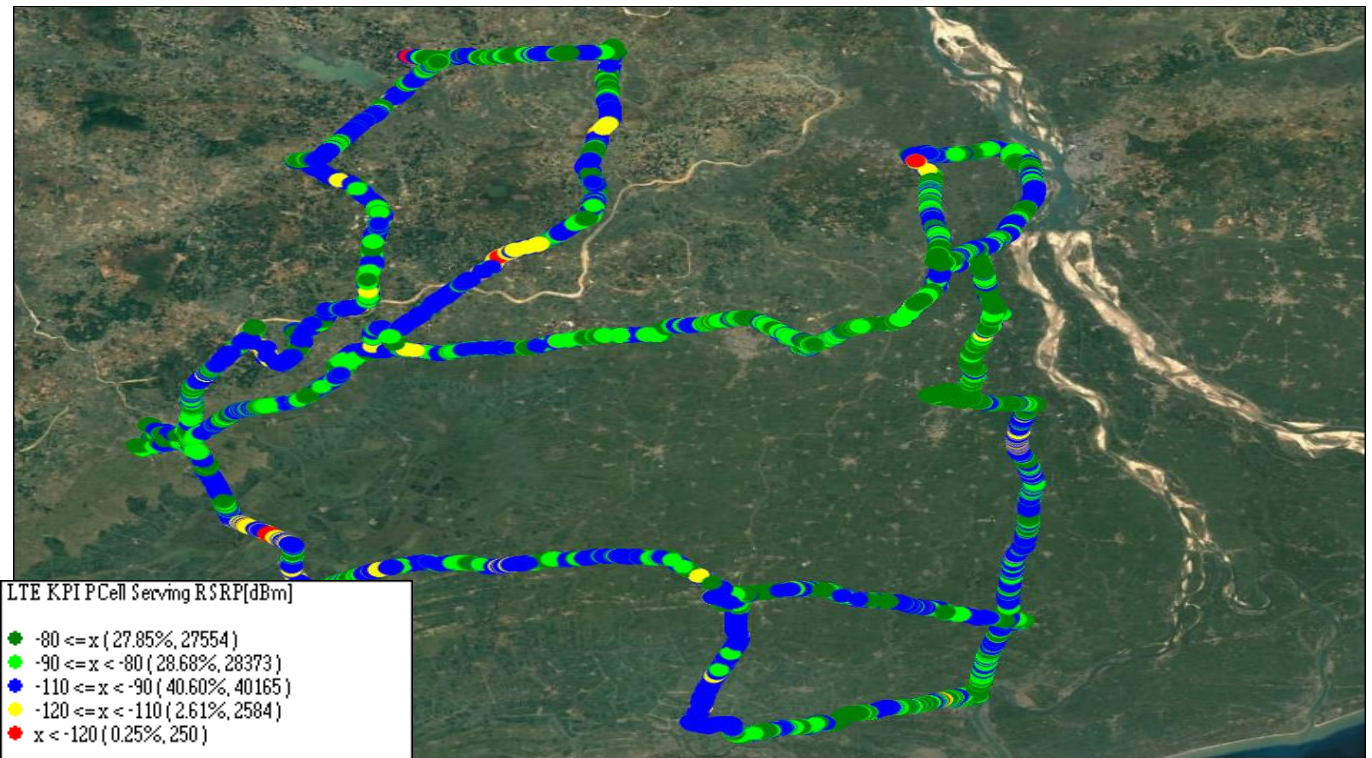 LTE KPI PCell Serving RSRP[dBm]
-80 <=x ( 27.85%, 27554 )
-90 <=x < -80 ( 28.68%, 28373 )
-110 <=x < -90 ( 40.60%, 40165 )
-120 <=x < -110 ( 2.61%, 2584 )
x < -120 ( 0.25%, 250 )